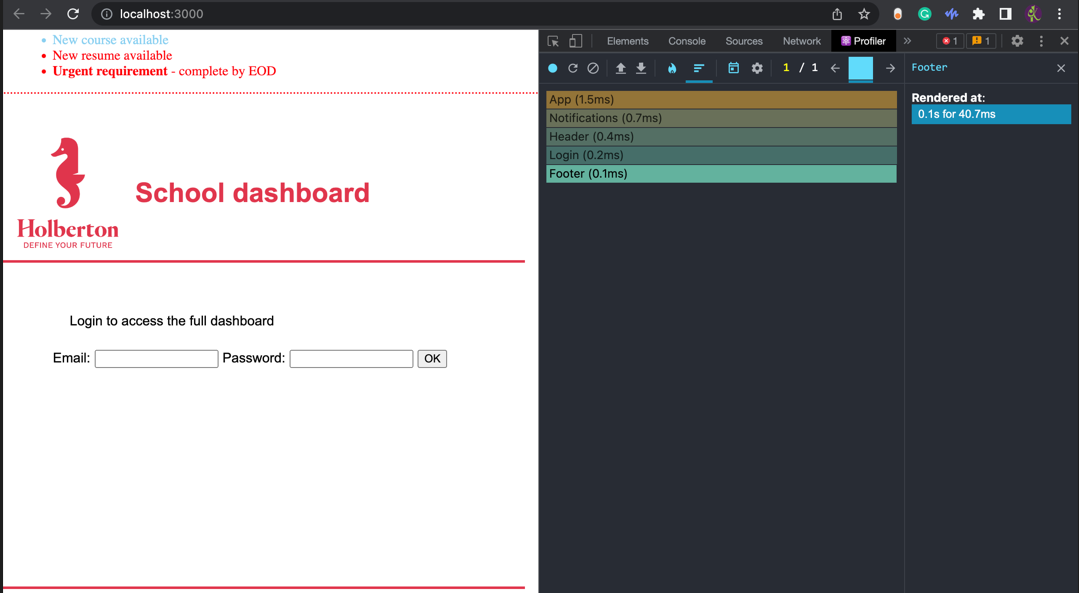 localhost:3000
New course available
New resume available
Urgent requirement - complete by EOD
Holberton
DEFINE YOUR FUTURE
School dashboard
Login to access the full dashboard
Email: Password: OK
Elements Console Sources Network Profiler » 1 1
1 / 1
App (1.5ms)
Notifications (0.7ms)
Header (0.4ms)
Login (0.2ms)
Footer (0.1ms)
Footer
Rendered at:
0.1s for 40.7ms